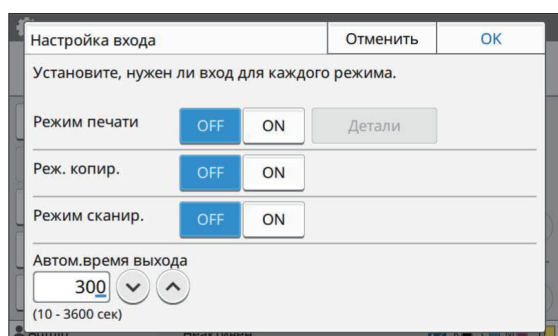 Настройка входа Отменить OK
Установите, нужен ли вход для каждого режима.
Режим печати OFF ON Детали
Реж. копир. OFF ON
Режим сканир. OFF ON
Автом.время выхода
300
(10 - 3600 сек)